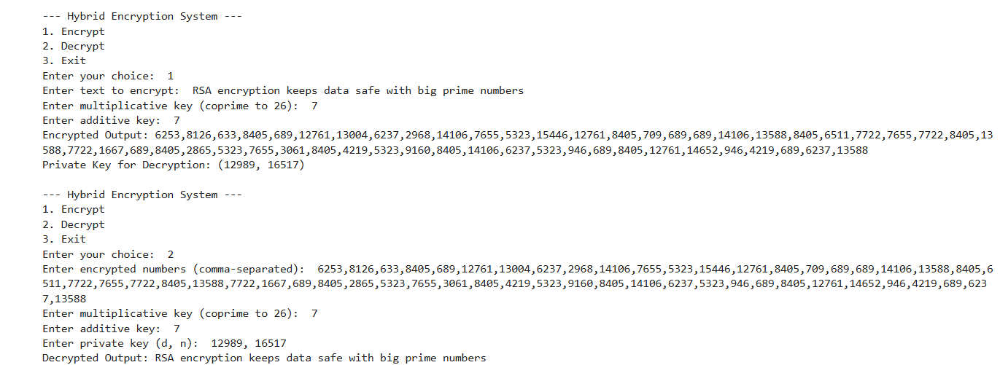 --- Hybrid Encryption System ---
1. Encrypt
2. Decrypt
3. Exit
Enter your choice:  1
Enter text to encrypt:  RSA encryption keeps data safe with big prime numbers
Enter multiplicative key (coprime to 26):  7
Enter additive key:  7
Encrypted Output: 6253,8126,633,8405,689,12761,13004,6237,2968,14106,7655,5323,15446,12761,8405,709,689,689,14106,13588,8405,6511,7722,7655,7722,8405,13
588,7722,1667,689,8405,2865,5323,7655,3061,8405,4219,5323,9160,8405,14106,6237,5323,946,689,8405,12761,14652,946,4219,689,6237,13588
Private Key for Decryption: (12989, 16517)
--- Hybrid Encryption System ---
1. Encrypt
2. Decrypt
3. Exit
Enter your choice:  2
Enter encrypted numbers (comma-separated):  6253,8126,633,8405,689,12761,13004,6237,2968,14106,7655,5323,15446,12761,8405,709,689,689,14106,13588,8405,6
511,7722,7655,7722,8405,13588,7722,1667,689,8405,2865,5323,7655,3061,8405,4219,5323,9160,8405,14106,6237,5323,946,689,8405,12761,14652,946,4219,689,623
7,13588
Enter multiplicative key (coprime to 26):  7
Enter additive key:  7
Enter private key (d, n):  12989, 16517
Decrypted Output: RSA encryption keeps data safe with big prime numbers